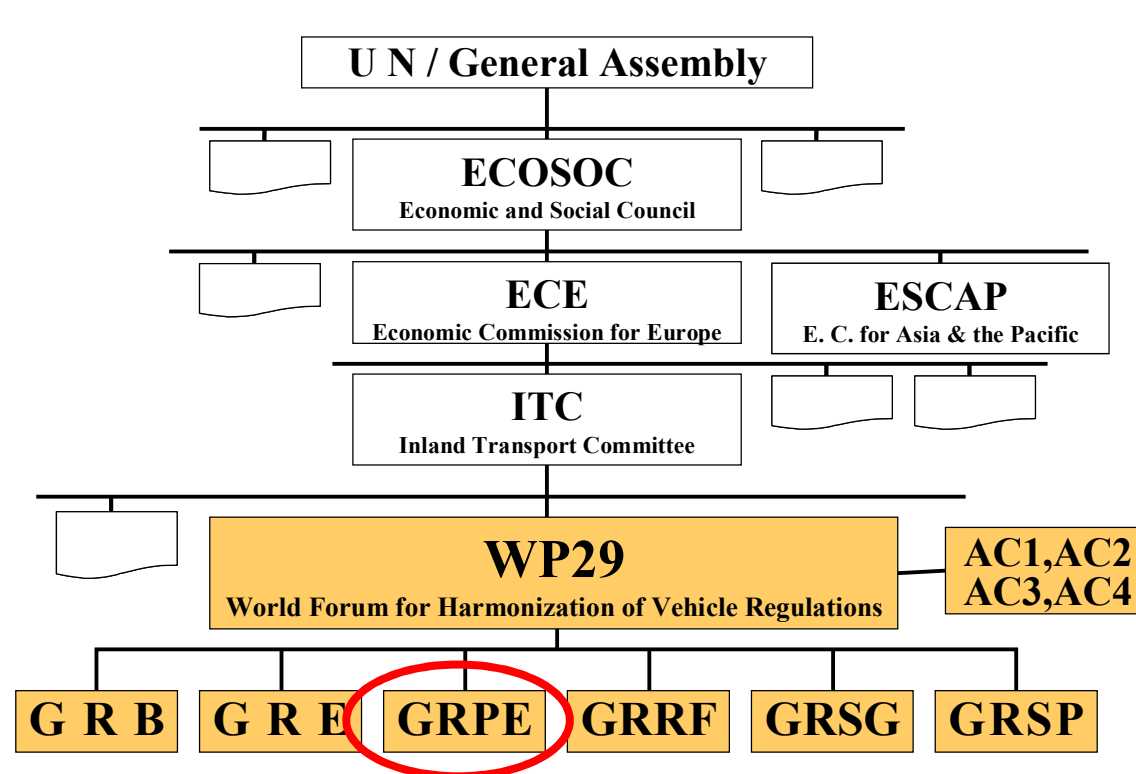 U N / General Assembly
ECOSOC
Economic and Social Council
ECE
Economic Commission for Europe
ESCAP
E. C. for Asia & the Pacific
ITC
Inland Transport Committee
WP29
World Forum for Harmonization of Vehicle Regulations
AC1,AC2
AC3,AC4
G R B
G R E
GRPE
GRRF
GRSG
GRSP